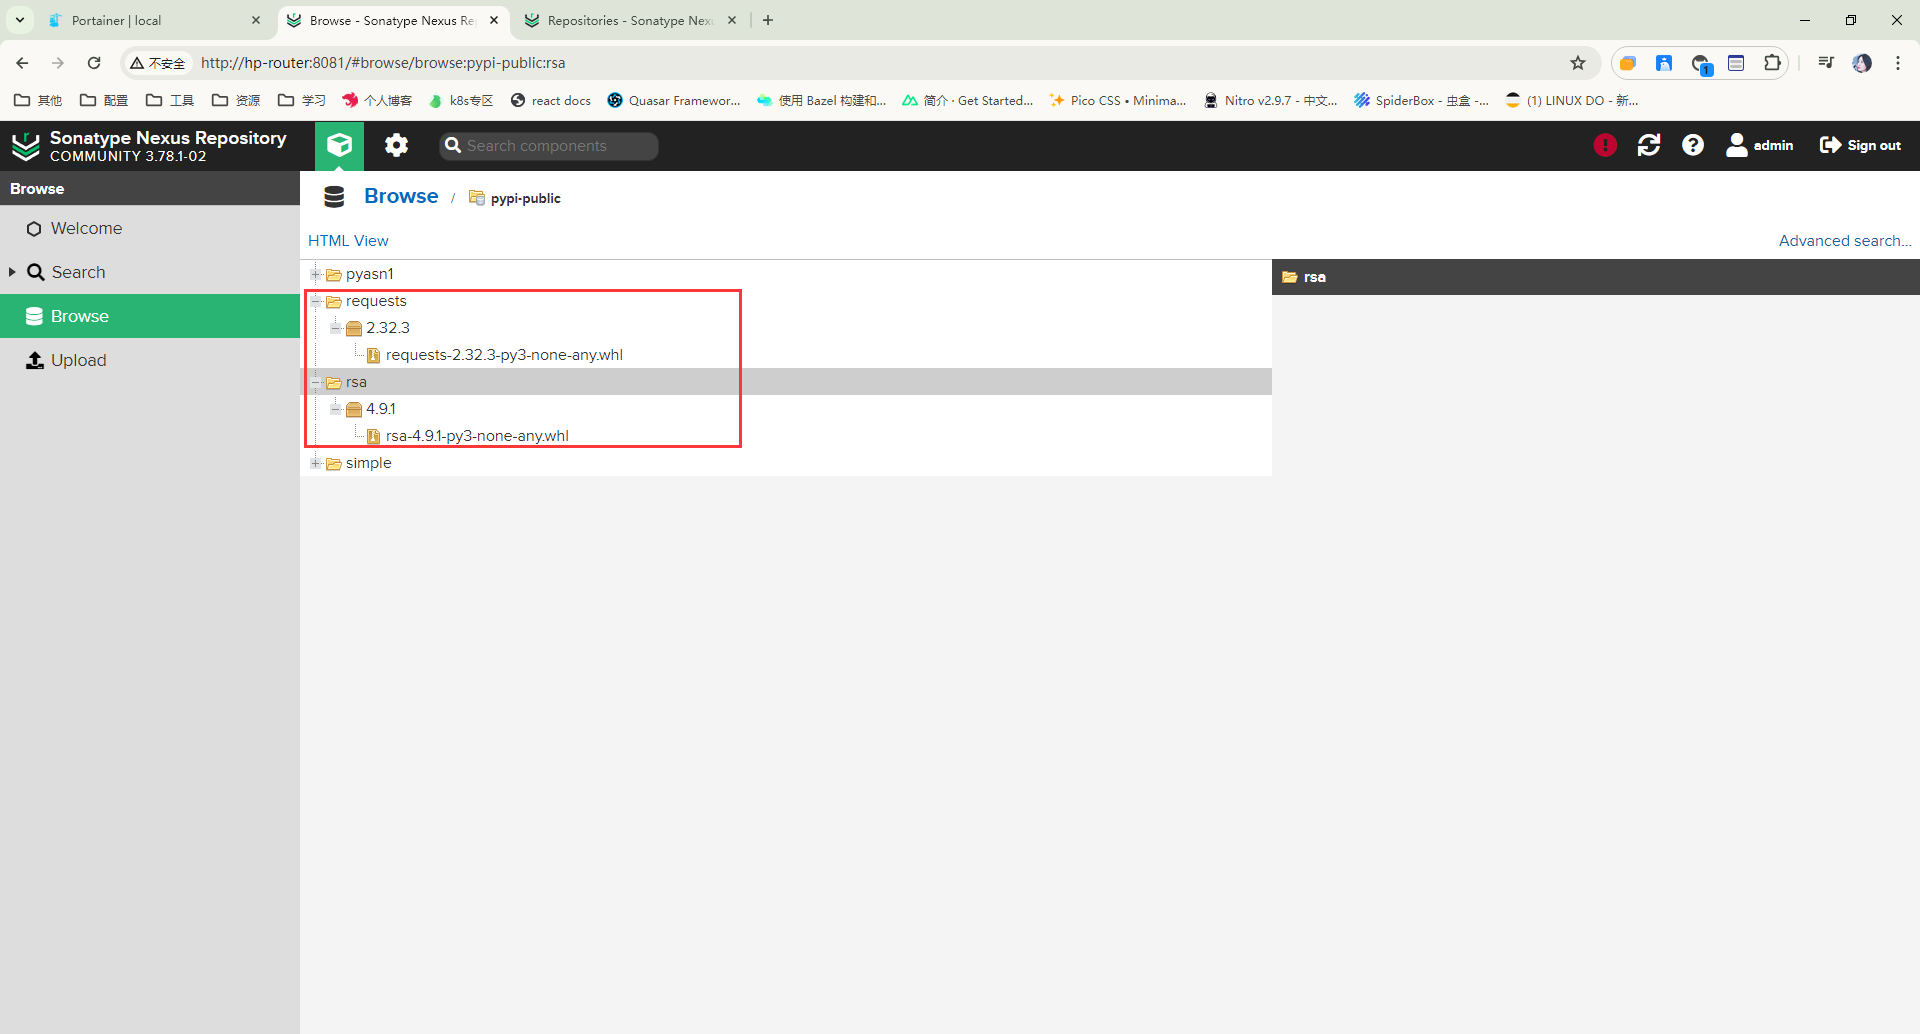 Portainer | local
Browse - Sonatype Nexus Re
Repositories - Sonatype Nex
不安全
http://hp-router:8081/#browse/browse:pypi-public:rsa
1
其他
配置
工具
资源
学习
个人博客
k8s专区
react docs
Quasar Framewor...
使用 Bazel 构建和...
简介 · Get Started...
Pico CSS • Minima...
Nitro v2.9.7 - 中文...
SpiderBox - 虫盒 -...
(1) LINUX DO - 新...
Sonatype Nexus Repository
COMMUNITY 3.78.1-02
Search components
admin
Sign out
Browse
Welcome
Search
Browse
Upload
Browse / pypi-public
HTML View
Advanced search...
pyasn1
requests
2.32.3
requests-2.32.3-py3-none-any.whl
rsa
4.9.1
rsa-4.9.1-py3-none-any.whl
simple
rsa